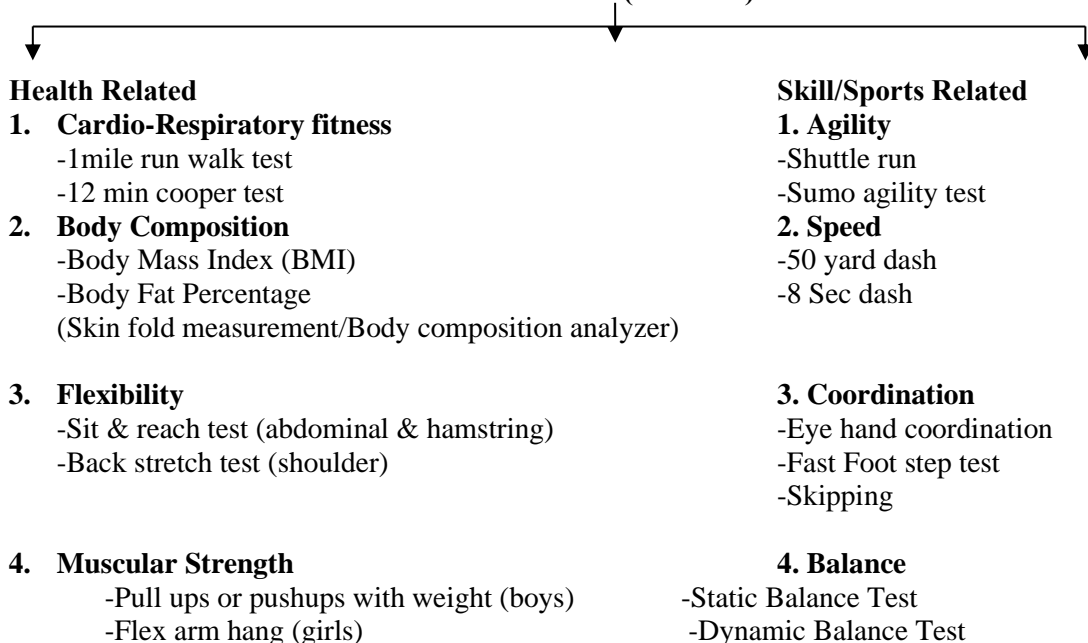 Health Related Skill/Sports Related
1. Cardio-Respiratory fitness 1. Agility
-1mile run walk test -Shuttle run
-12 min cooper test -Sumo agility test
2. Body Composition 2. Speed
-Body Mass Index (BMI) -50 yard dash
-Body Fat Percentage -8 Sec dash
(Skin fold measurement/Body composition analyzer)
3. Flexibility 3. Coordination
-Sit & reach test (abdominal & hamstring) -Eye hand coordination
-Back stretch test (shoulder) -Fast Foot step test
-Skipping
4. Muscular Strength 4. Balance
-Pull ups or pushups with weight (boys) -Static Balance Test
-Flex arm hang (girls) -Dynamic Balance Test